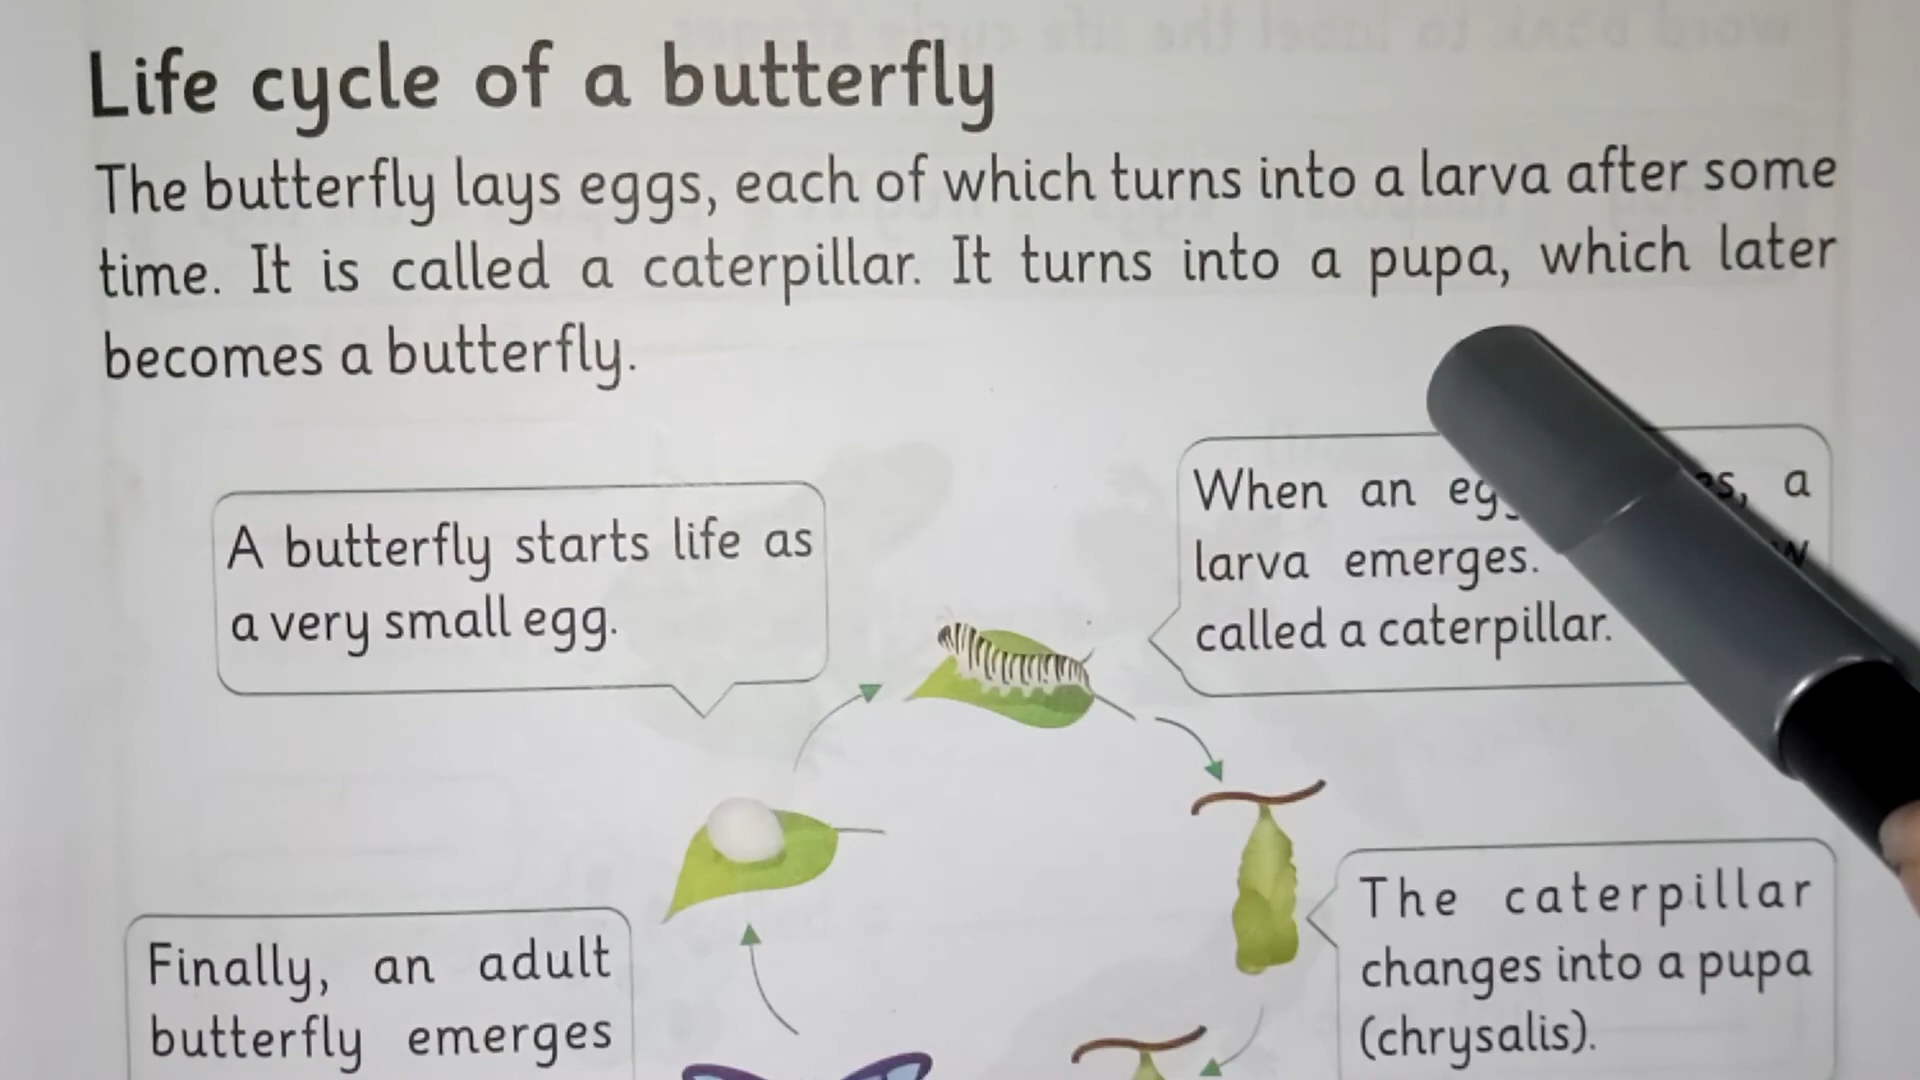 Life cycle of a butterfly
The butterfly lays eggs, each of which turns into a larva after some
time. It is called a caterpillar. It turns into a pupa, which later
becomes a butterfly.
A butterfly starts life as
a very small egg.
When an a
larva emerges.
called a caterpillar.
The caterpillar
changes into a pupa
(chrysalis).
Finally, an adult
butterfly emerges